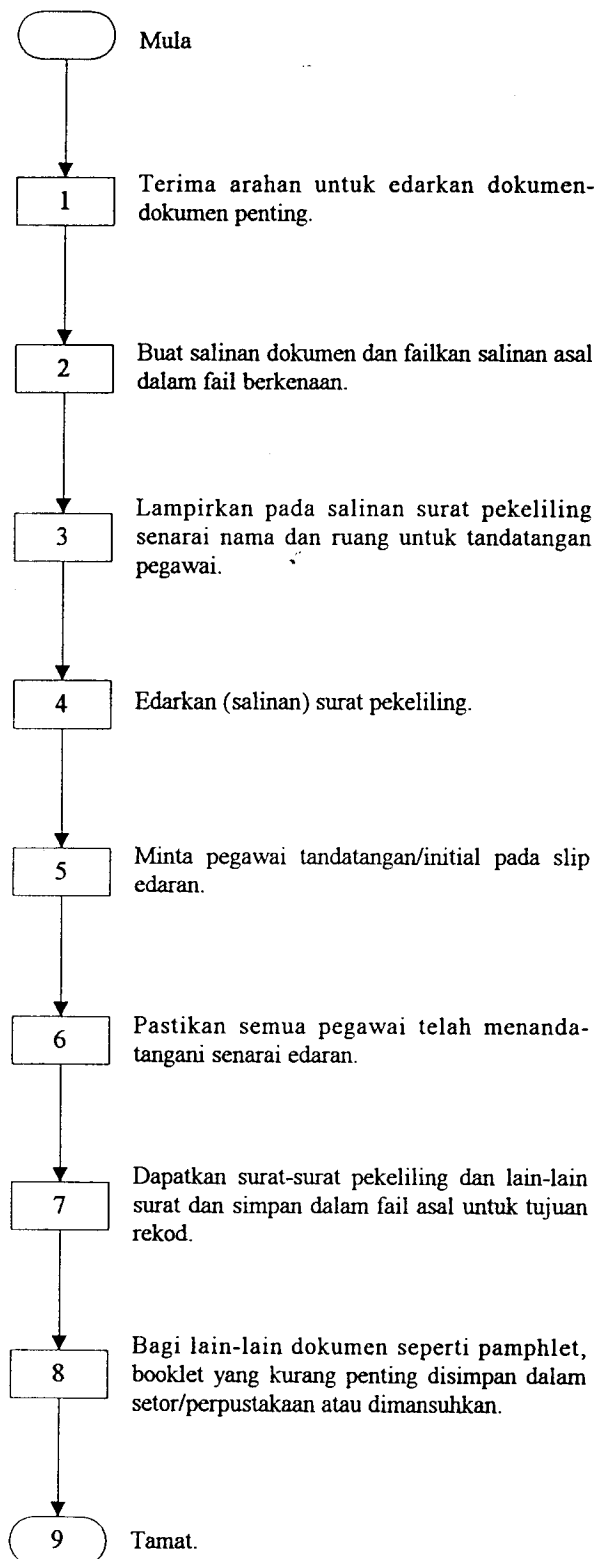 Mula
1
Terima arahan untuk edarkan dokumen-
dokumen penting.
2
Buat salinan dokumen dan failkan salinan asal
dalam fail berkenaan.
3
Lampirkan pada salinan surat pekeliling
senarai nama dan ruang untuk tandatangan
pegawai.
4
Edarkan (salinan) surat pekeliling.
5
Minta pegawai tandatangan/initial pada slip
edaran.
6
Pastikan semua pegawai telah menanda-
tangani senarai edaran.
7
Dapatkan surat-surat pekeliling dan lain-lain
surat dan simpan dalam fail asal untuk tujuan
rekod.
8
Bagi lain-lain dokumen seperti pamphlet,
booklet yang kurang penting disimpan dalam
setor/perpustakaan atau dimansuhkan.
9
Tamat.